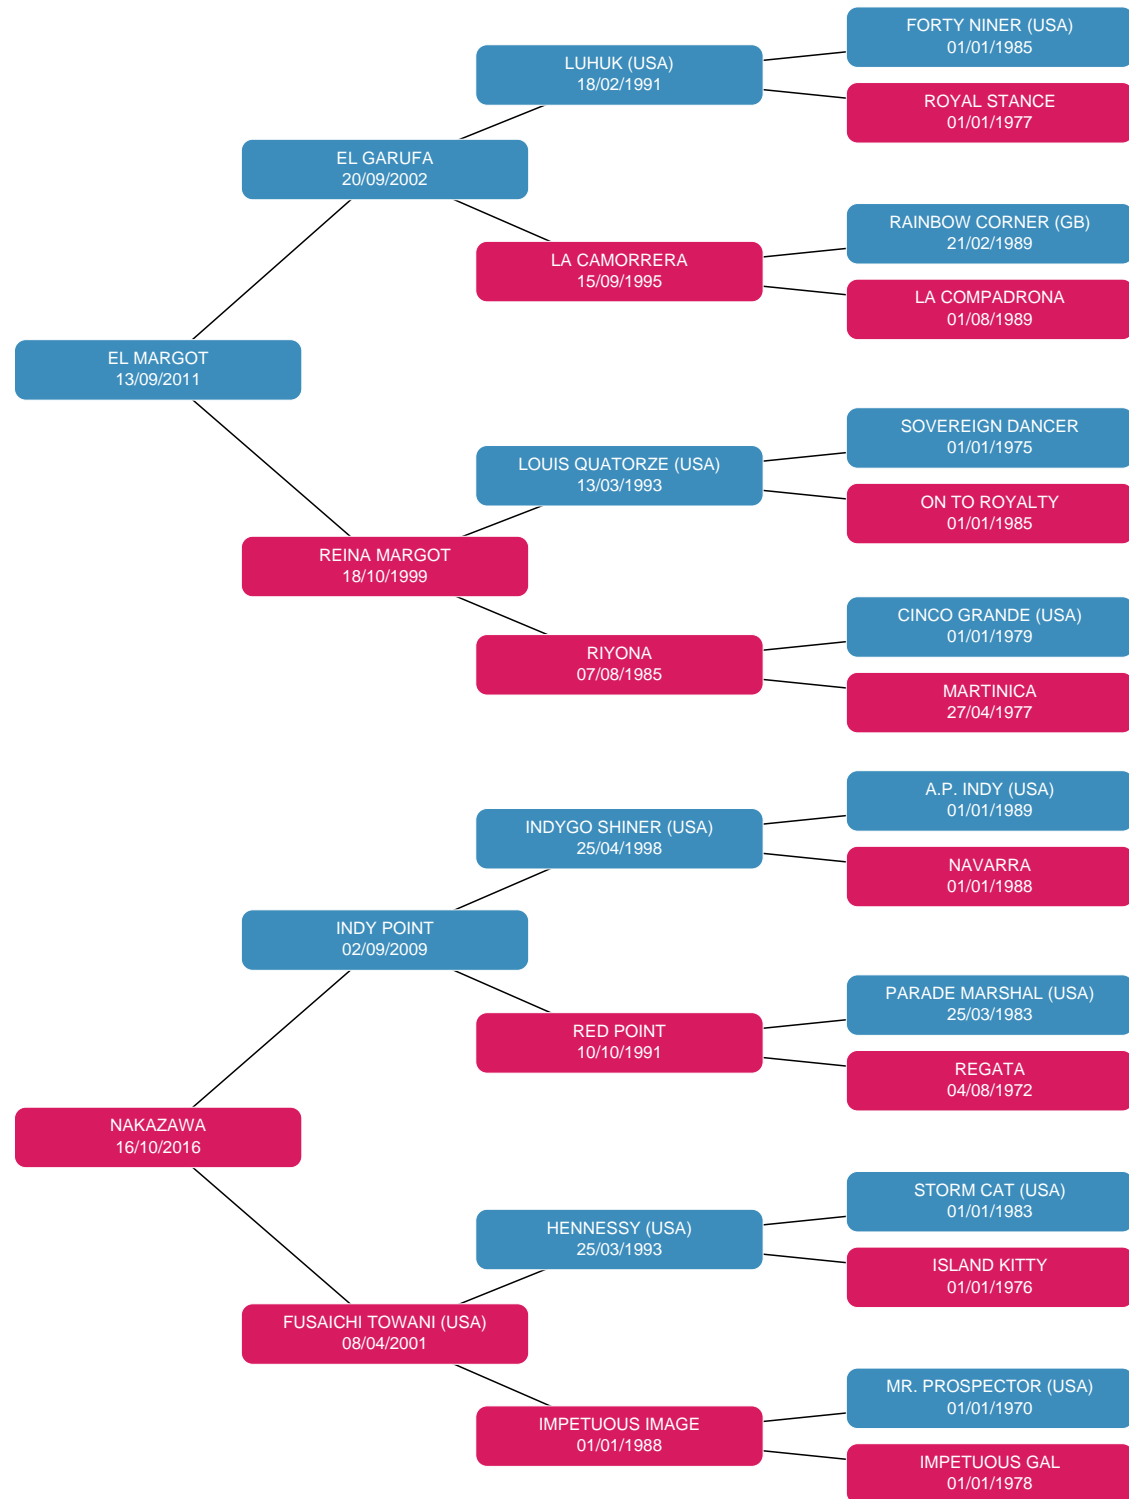 FORTY NINER (USA)
01/01/1985
LUHUK (USA)
18/02/1991
ROYAL STANCE
01/01/1977
EL GARUFA
20/09/2002
RAINBOW CORNER (GB)
21/02/1989
LA CAMORRERA
15/09/1995
LA COMPADRONA
01/08/1989
EL MARGOT
13/09/2011
SOVEREIGN DANCER
01/01/1975
LOUIS QUATORZE (USA)
13/03/1993
ON TO ROYALTY
01/01/1985
REINA MARGOT
18/10/1999
CINCO GRANDE (USA)
01/01/1979
RIYONA
07/08/1985
MARTINICA
27/04/1977
A.P. INDY (USA)
01/01/1989
INDYGO SHINER (USA)
25/04/1998
NAVARRA
01/01/1988
INDY POINT
02/09/2009
PARADE MARSHAL (USA)
25/03/1983
RED POINT
10/10/1991
REGATA
04/08/1972
NAKAZAWA
16/10/2016
STORM CAT (USA)
01/01/1983
HENNESSY (USA)
25/03/1993
ISLAND KITTY
01/01/1976
FUSAICHI TOWANI (USA)
08/04/2001
MR. PROSPECTOR (USA)
01/01/1970
IMPETUOUS IMAGE
01/01/1988
IMPETUOUS GAL
01/01/1978